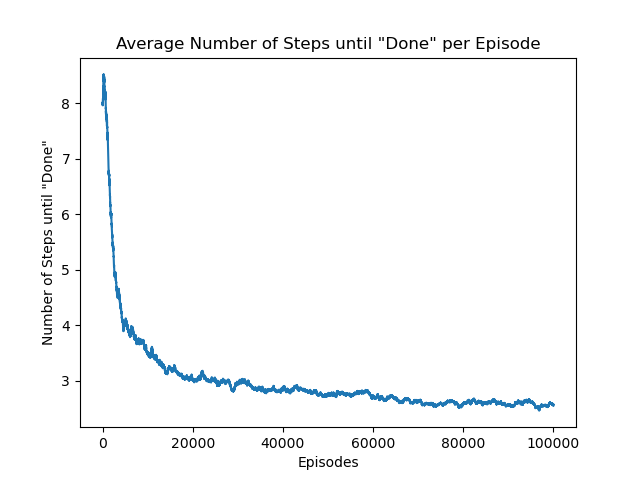 Average Number of Steps until "Done" per Episode
Number of Steps until "Done"
8
7
6
5
4
3
0 20000 40000 60000 80000 100000
Episodes